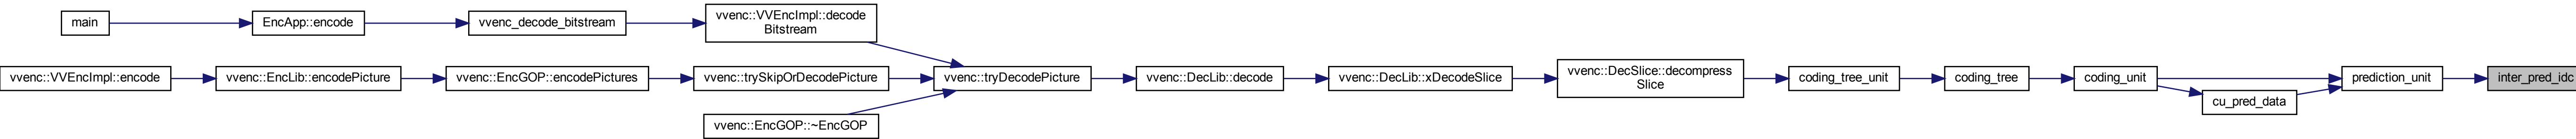 main
EncApp::encode
vvenc_decode_bitstream
vvenc::VVEncImpl::decode
Bitstream
vvenc::VVEncImpl::encode
vvenc::EncLib::encodePicture
vvenc::EncGOP::encodePictures
vvenc::trySkipOrDecodePicture
vvenc::tryDecodePicture
vvenc::DecLib::decode
vvenc::DecLib::xDecodeSlice
vvenc::DecSlice::decompress
Slice
coding_tree_unit
coding_tree
coding_unit
cu_pred_data
prediction_unit
inter_pred_idc
vvenc::EncGOP::~EncGOP